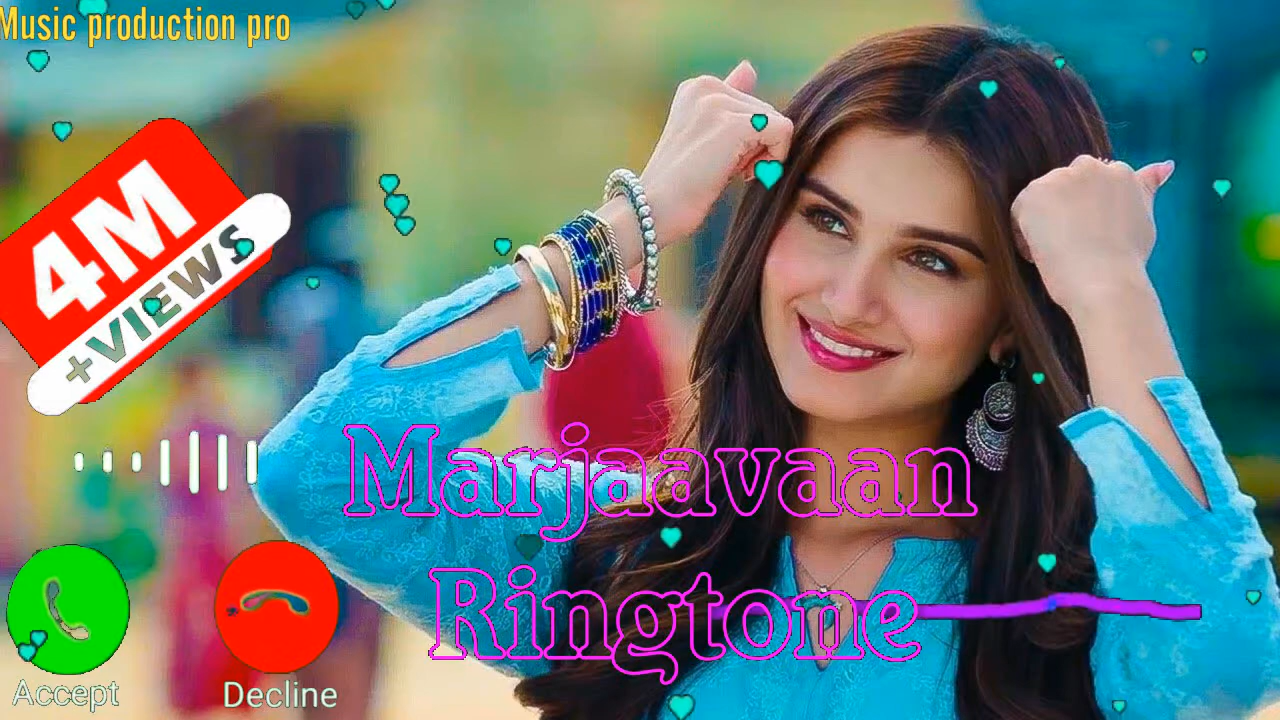 Music production pro
4M
+VIEWS
Marjaavaan
Ringtone
Accept
Decline